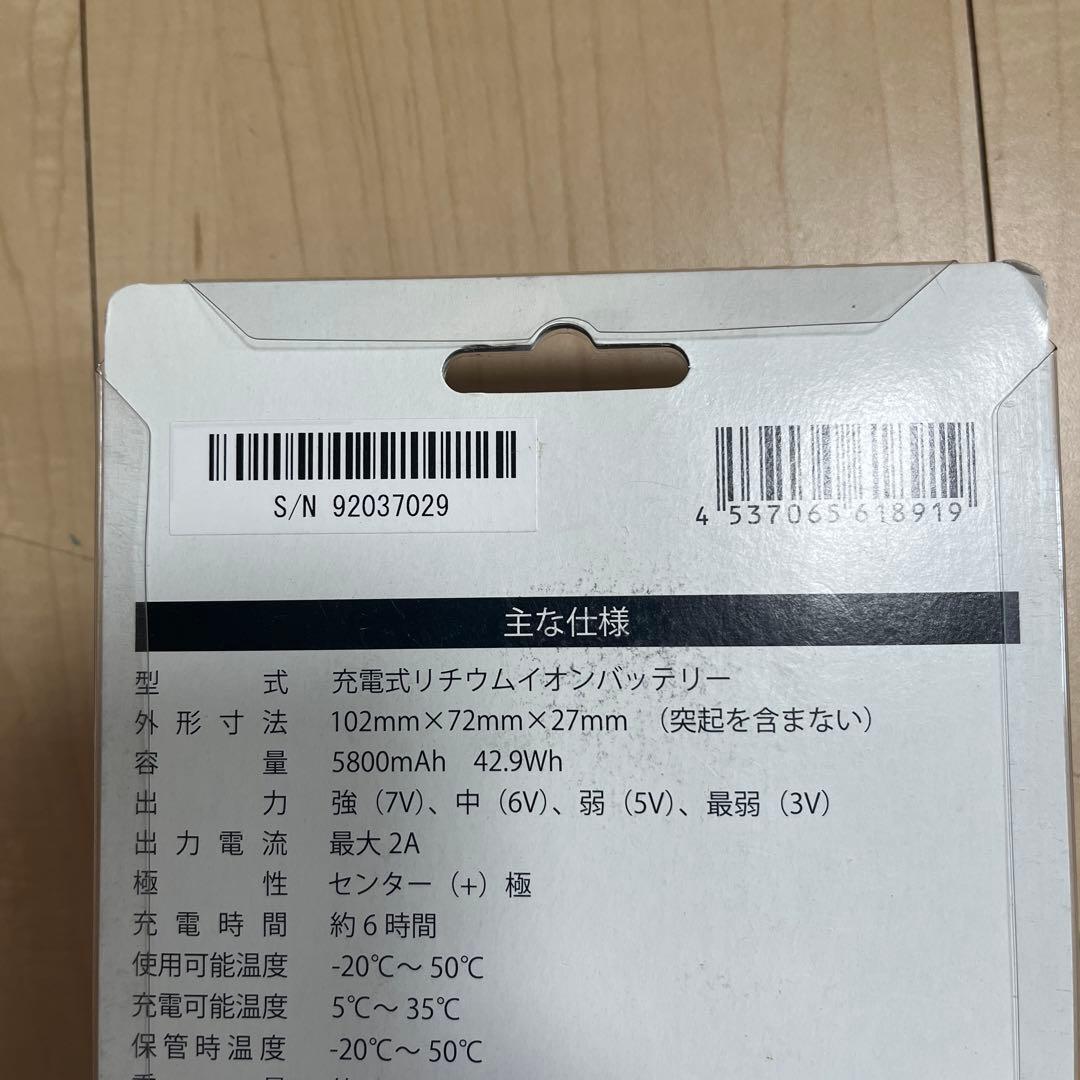 S/N 92037029
4 537065 618919
主な仕様
型式 充電式リチウムイオンバッテリー
外形寸法 102mm×72mm×27mm （突起を含まない）
容量 5800mAh 42.9Wh
出力 強（7V）、中（6V）、弱（5V）、最弱（3V）
出力電流 最大 2A
極性 センター（+）極
充電時間 約 6 時間
使用可能温度 -20℃～ 50℃
充電可能温度 5℃～ 35℃
保管時温度 -20℃～ 50℃